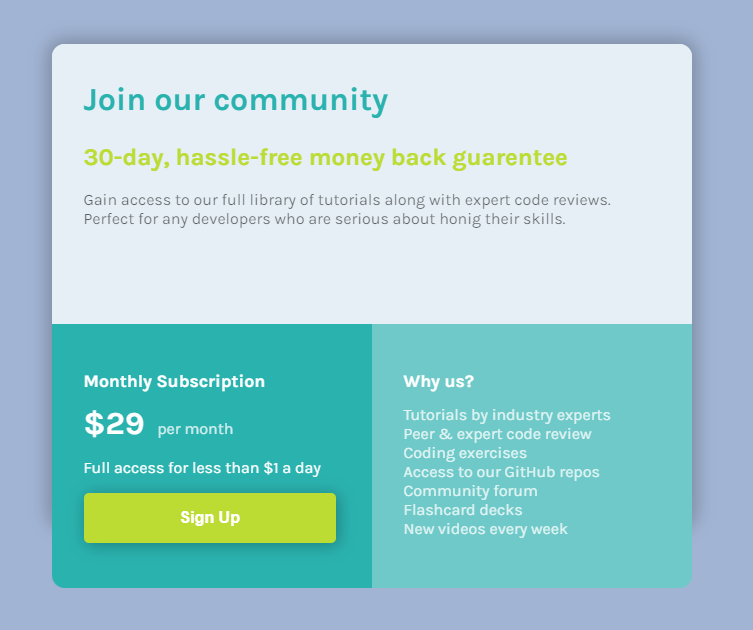 Join our community
30-day, hassle-free money back guarentee
Gain access to our full library of tutorials along with expert code reviews.
Perfect for any developers who are serious about honig their skills.
Monthly Subscription
$29 per month
Full access for less than $1 a day
Sign Up
Why us?
Tutorials by industry experts
Peer & expert code review
Coding exercises
Access to our GitHub repos
Community forum
Flashcard decks
New videos every week